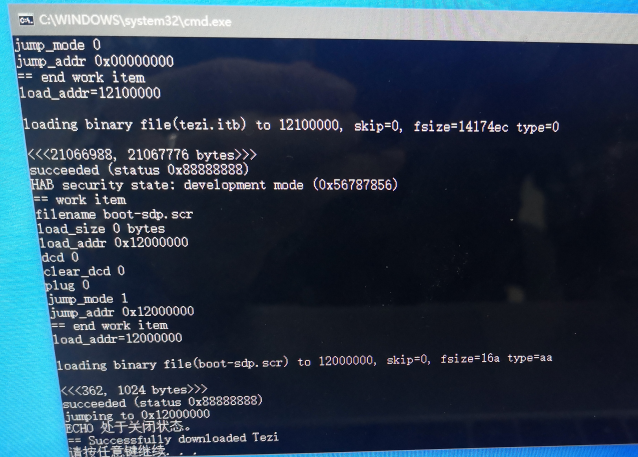 C:\WINDOWS\system32\cmd.exe
jump_mode 0
jump_addr 0x00000000
== end work item
load_addr=12100000
loading binary file(tezi.itb) to 12100000, skip=0, fsize=14174ec type=0
<<<21066988, 21067776 bytes>>>
succeeded (status 0x88888888)
HAB security state: development mode (0x56787856)
== work item
filename boot-sdp.scr
load_size 0 bytes
load_addr 0x12000000
dcd 0
clear_dcd 0
plug 0
jump_mode 1
jump_addr 0x12000000
== end work item
load_addr=12000000
loading binary file(boot-sdp.scr) to 12000000, skip=0, fsize=16a type=aa
<<<362, 1024 bytes>>>
succeeded (status 0x88888888)
jumping to 0x12000000
ECHO 处于关闭状态。
== Successfully downloaded Tezi
请按任意键继续. . .